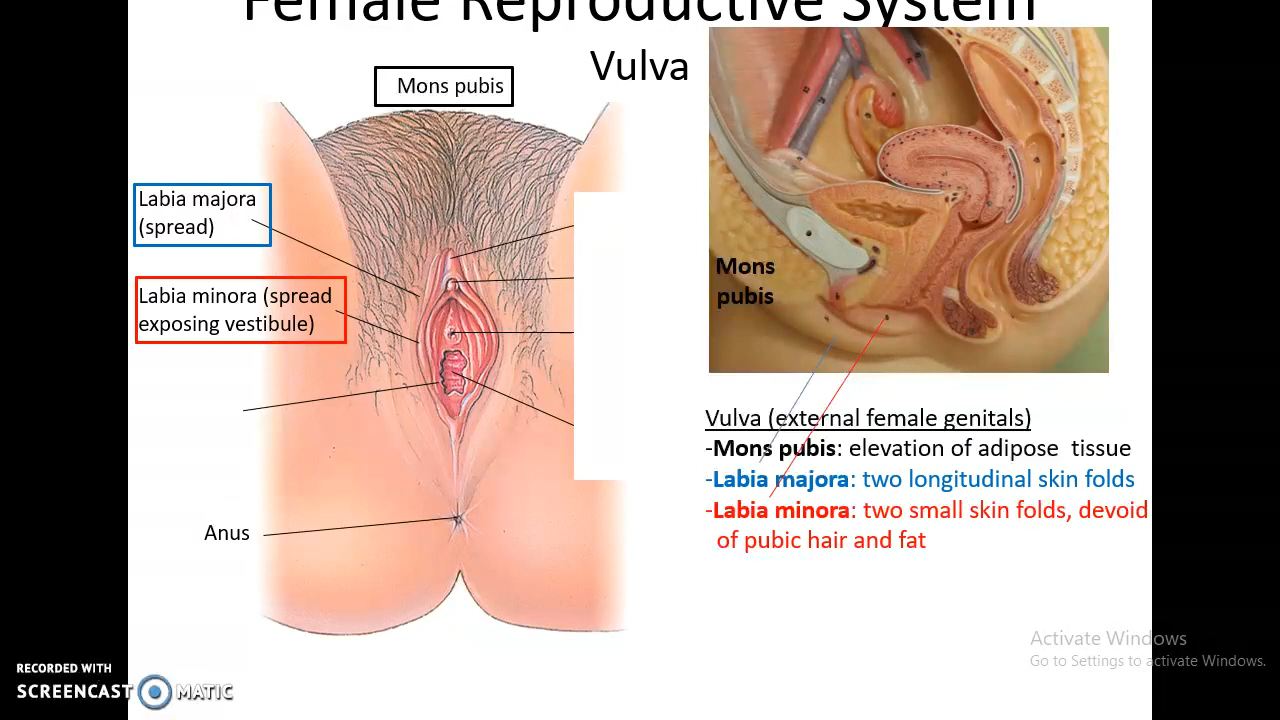 Female Reproductive System
Vulva
Mons pubis
Labia majora
(spread)
Labia minora (spread
exposing vestibule)
Anus
Mons
pubis
Vulva (external female genitals)
-Mons pubis: elevation of adipose tissue
-Labia majora: two longitudinal skin folds
-Labia minora: two small skin folds, devoid
of pubic hair and fat
Activate Windows
Go to Settings to activate Windows.
RECORDED WITH
SCREENCAST MATIC